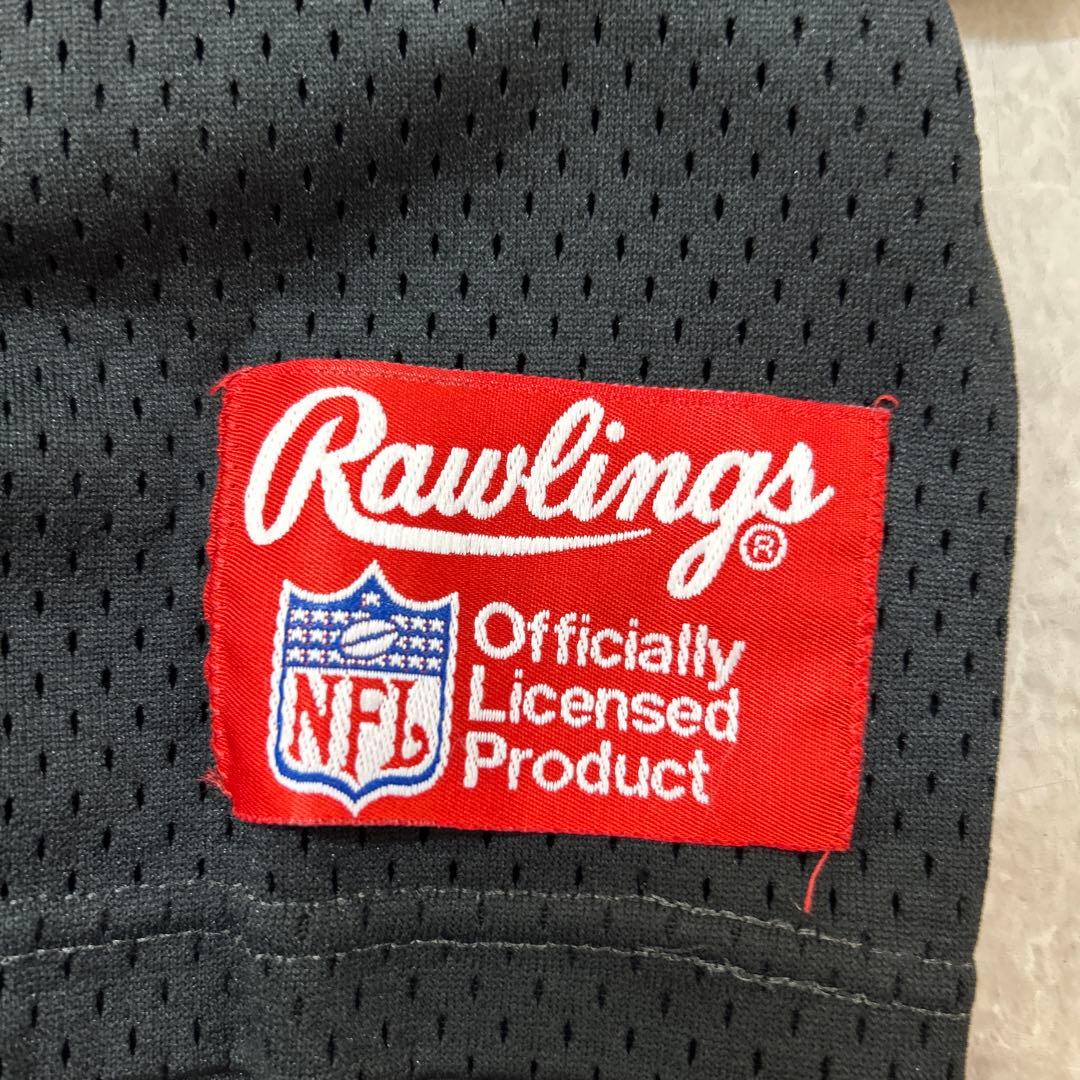 Rawlings®
NFL
Officially
Licensed
Product